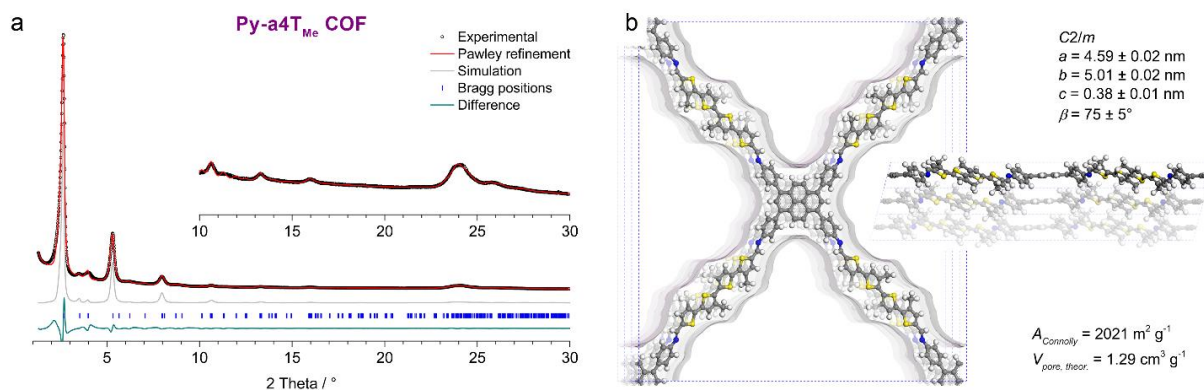 a
Py-a4T_Me COF
Experimental
Pawley refinement
Simulation
Bragg positions
Difference
10 15 20 25 30
5 10 15 20 25 30
2 Theta / °
b
C2/m
a = 4.59 ± 0.02 nm
b = 5.01 ± 0.02 nm
c = 0.38 ± 0.01 nm
β = 75 ± 5°
A_Connolly = 2021 m² g⁻¹
V_pore, theor. = 1.29 cm³ g⁻¹